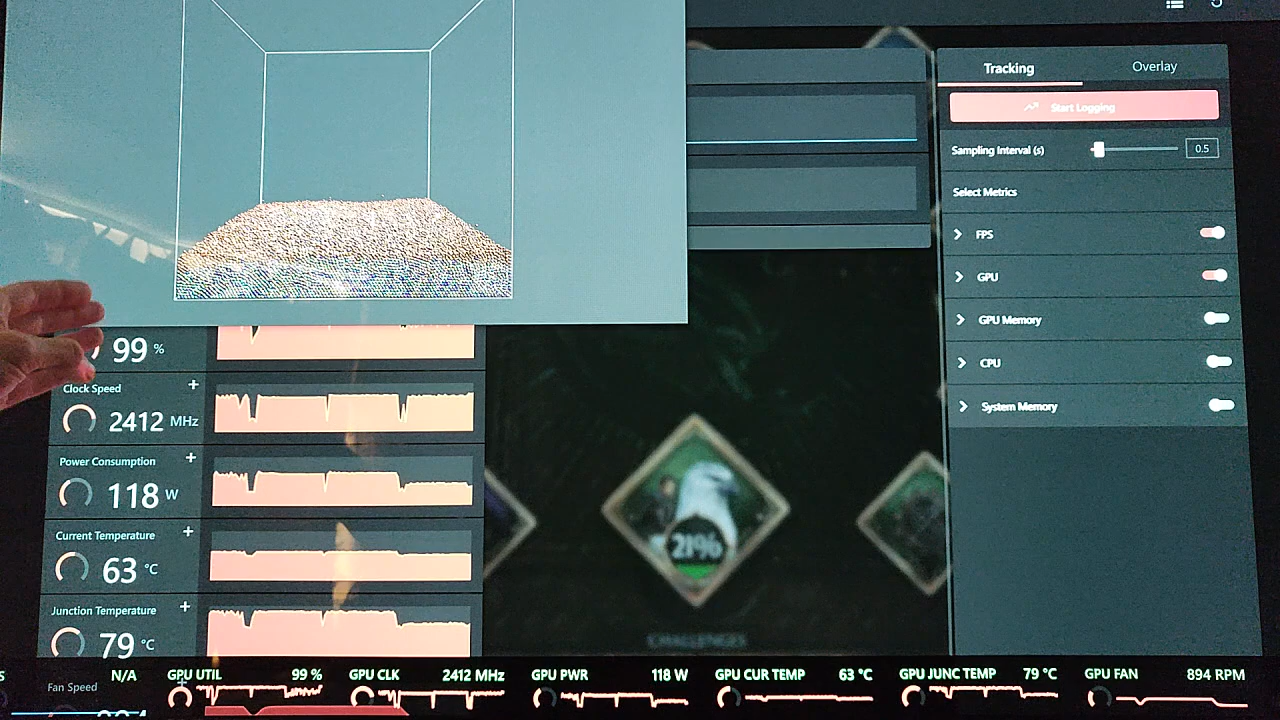 Tracking
Overlay
Start Logging
Sampling Interval (s)
0.5
Select Metrics
FPS
GPU
GPU Memory
CPU
System Memory
99 %
Clock Speed
2412 MHz
Power Consumption
118 W
Current Temperature
63 °C
Junction Temperature
79 °C
Fan Speed
21%
CHALLENGES
S N/A
GPU UTIL 99 %
GPU CLK 2412 MHz
GPU PWR 118 W
GPU CUR TEMP 63 °C
GPU JUNC TEMP 79 °C
GPU FAN 894 RPM